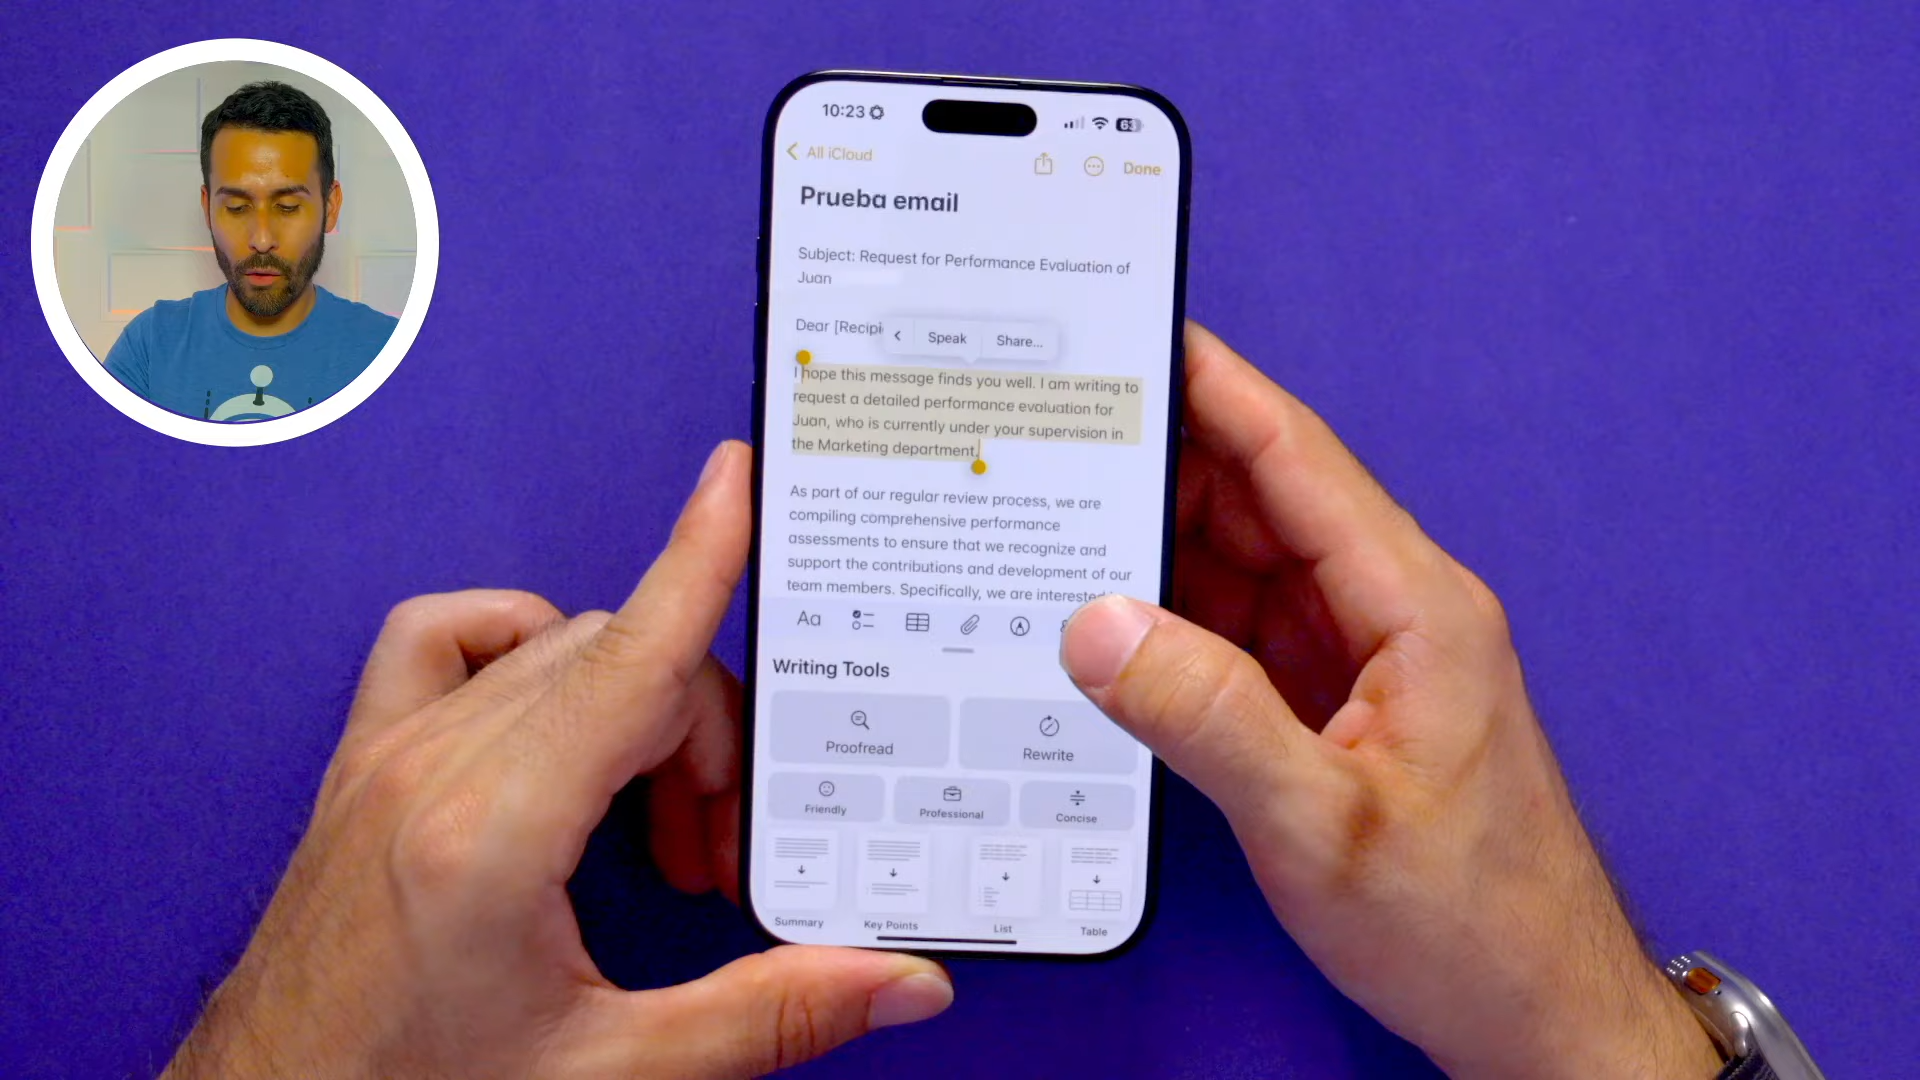 10:23
63
All iCloud
Done
Prueba email
Subject: Request for Performance Evaluation of
Juan
Dear [Recipi
Speak
Share...
I hope this message finds you well. I am writing to
request a detailed performance evaluation for
Juan, who is currently under your supervision in
the Marketing department.
As part of our regular review process, we are
compiling comprehensive performance
assessments to ensure that we recognize and
support the contributions and development of our
team members. Specifically, we are interested
Aa
Writing Tools
Proofread
Rewrite
Friendly
Professional
Concise
Summary
Key Points
List
Table